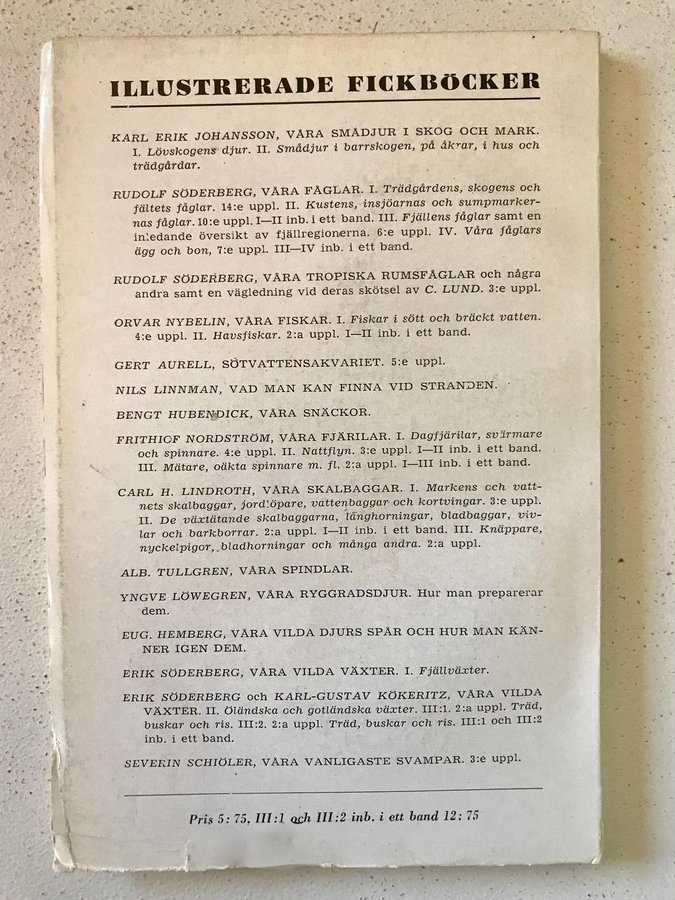 ILLUSTRERADE FICKBÖCKER
KARL ERIK JOHANSSON, VÅRA SMÅDJUR I SKOG OCH MARK.
I. Lövskogens djur. II. Smådjur i barrskogen, på åkrar, i hus och
trädgårdar.
RUDOLF SÖDERBERG, VÅRA FÅGLAR. I. Trädgårdens, skogens och
fältets fåglar. 14:e uppl. II. Kustens, insjöarnas och sumpmarker-
nas fåglar. 10:e uppl. I—II inb. i ett band. III. Fjällens fåglar samt en
inledande översikt av fjällregionerna. 6:e uppl. IV. Våra fåglars
ägg och bon, 7:e uppl. III—IV inb. i ett band.
RUDOLF SÖDERBERG, VÅRA TROPISKA RUMSFÅGLAR och några
andra samt en vägledning vid deras skötsel av C. LUND. 3:e uppl.
ORVAR NYBELIN, VÅRA FISKAR. I. Fiskar i sött och bräckt vatten.
4:e uppl. II. Havsfiskar. 2:a uppl. I—II inb. i ett band.
GERT AURELL, SÖTVATTENSAKVARIET. 5:e uppl.
NILS LINNMAN, VAD MAN KAN FINNA VID STRANDEN.
BENGT HUBENDICK, VÅRA SNÄCKOR.
FRITHIOF NORDSTRÖM, VÅRA FJÄRILAR. I. Dagfjärilar, svärmare
och spinnare. 4:e uppl. II. Nattflyn. 3:e uppl. I—II inb. i ett band.
III. Mätare, oäkta spinnare m. fl. 2:a uppl. I—III inb. i ett band.
CARL H. LINDROTH, VÅRA SKALBAGGAR. I. Markens och vatt-
nets skalbaggar, jordlöpare, vattenbaggar och kortvingar. 3:e uppl.
II. De växtätande skalbaggarna, långhorningar, bladbaggar, viv-
lar och barkborrar. 2:a uppl. I—II inb. i ett band. III. Knäppare,
nyckelpigor, bladhorningar och många andra. 2:a uppl.
ALB. TULLGREN, VÅRA SPINDLAR.
YNGVE LÖWEGREN, VÅRA RYGGRADSDJUR. Hur man preparerar
dem.
EUG. HEMBERG, VÅRA VILDA DJURS SPÅR OCH HUR MAN KÄN-
NER IGEN DEM.
ERIK SÖDERBERG, VÅRA VILDA VÄXTER. I. Fjällväxter.
ERIK SÖDERBERG och KARL-GUSTAV KÖKERITZ, VÅRA VILDA
VÄXTER. II. Öländska och gotländska växter. III:1. 2:a uppl. Träd,
buskar och ris. III:2. 2:a uppl. Träd, buskar och ris. III:1 och III:2
inb. i ett band.
SEVERIN SCHIÖLER, VÅRA VANLIGASTE SVAMPAR. 3:e uppl.
Pris 5: 75, III:1 och III:2 inb. i ett band 12: 75